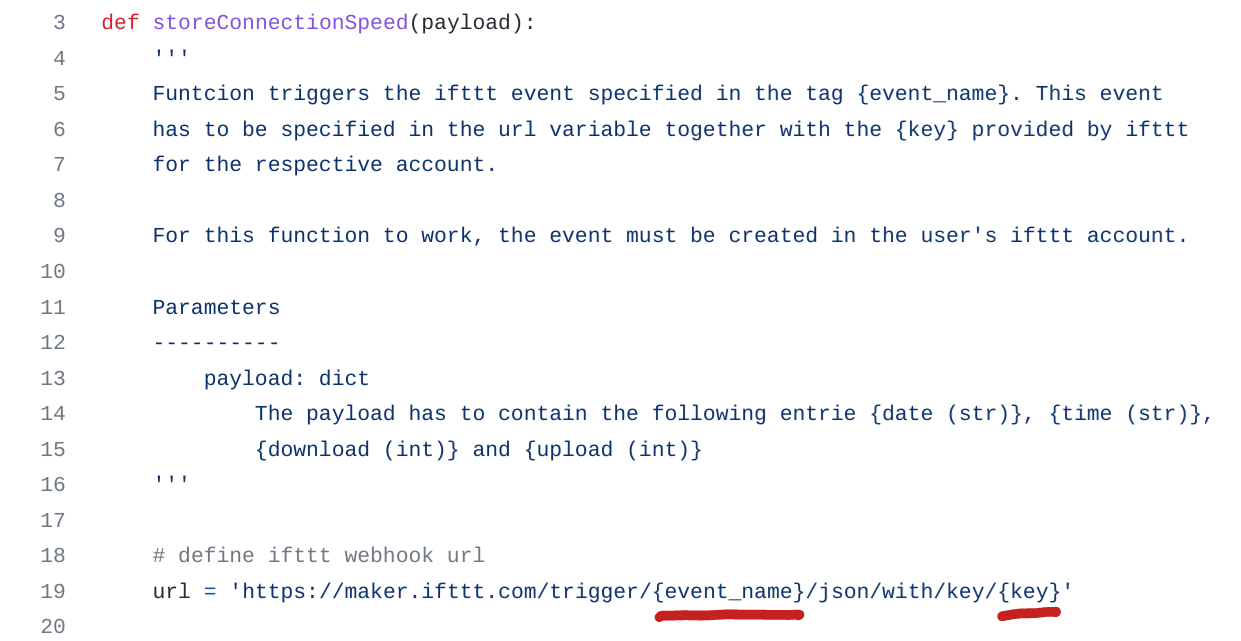 3 def storeConnectionSpeed(payload):
4 '''
5 Funtcion triggers the ifttt event specified in the tag {event_name}. This event
6 has to be specified in the url variable together with the {key} provided by ifttt
7 for the respective account.
8
9 For this function to work, the event must be created in the user's ifttt account.
10
11 Parameters
12 ----------
13 payload: dict
14 The payload has to contain the following entrie {date (str)}, {time (str)},
15 {download (int)} and {upload (int)}
16 '''
17
18 # define ifttt webhook url
19 url = 'https://maker.ifttt.com/trigger/{event_name}/json/with/key/{key}'
20